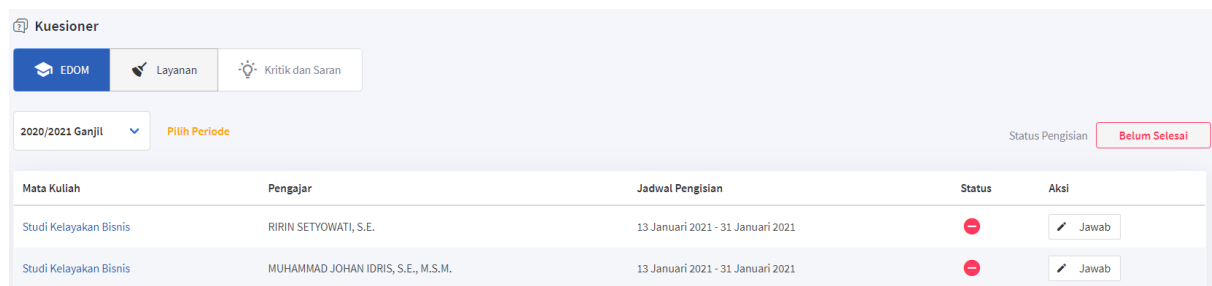 Kuesioner
EDOM Layanan Kritik dan Saran
2020/2021 Ganjil Pilih Periode
Status Pengisian Belum Selesai
Mata Kuliah Pengajar Jadwal Pengisian Status Aksi
Studi Kelayakan Bisnis RIRIN SETYOWATI, S.E. 13 Januari 2021 - 31 Januari 2021 Jawab
Studi Kelayakan Bisnis MUHAMMAD JOHAN IDRIS, S.E., M.S.M. 13 Januari 2021 - 31 Januari 2021 Jawab